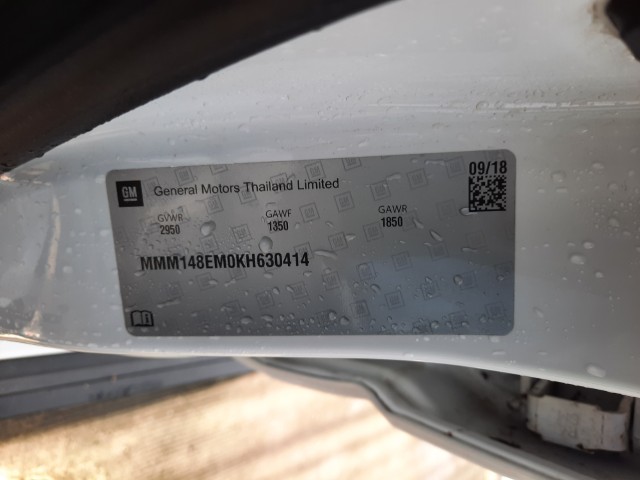 09/18
GM General Motors Thailand Limited
GVWR GAWF GAWR
2950 1350 1850
MMM148EM0KH630414